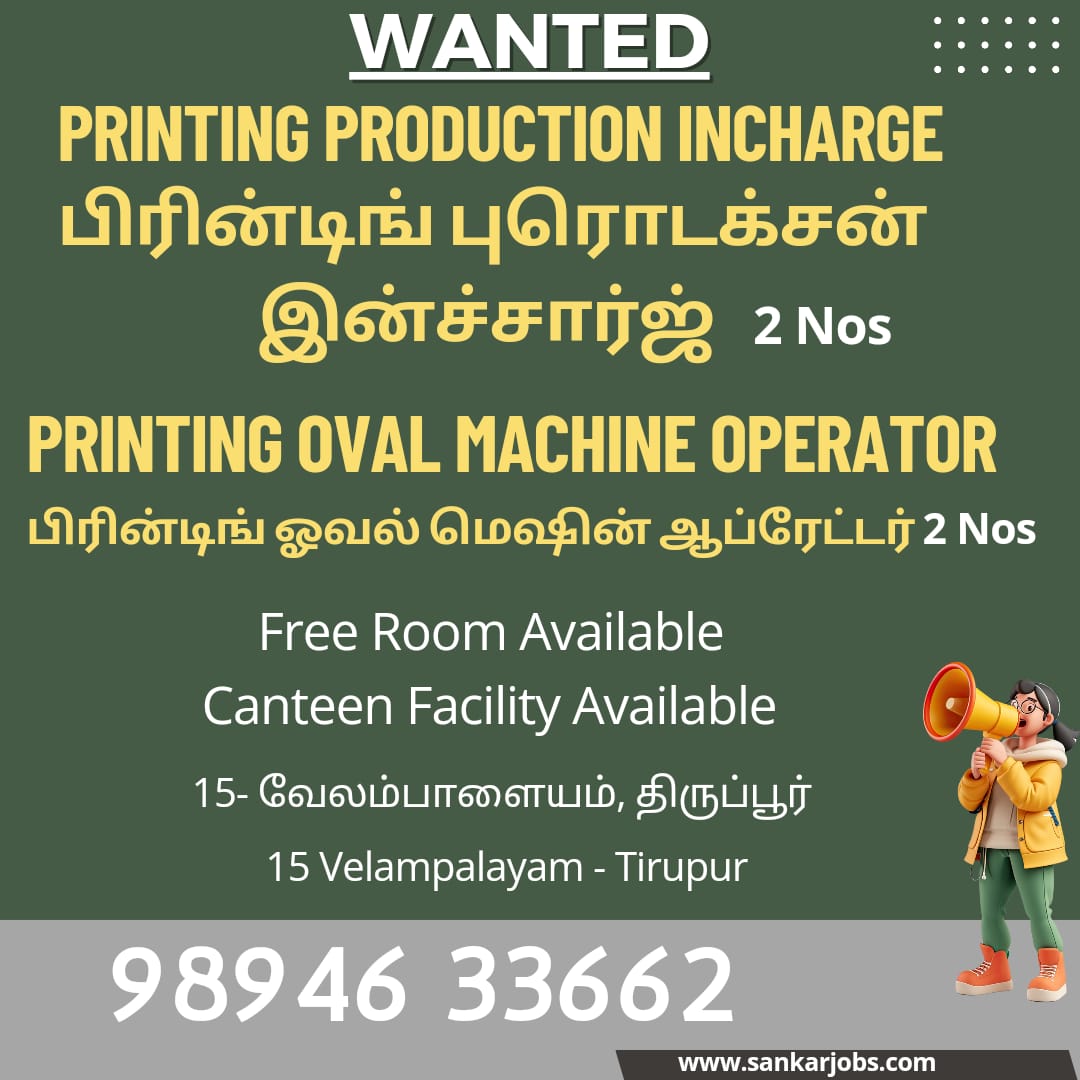 WANTED
PRINTING PRODUCTION INCHARGE
பிரின்டிங் புரொடக்சன்
இன்ச்சார்ஜ் 2 Nos
PRINTING OVAL MACHINE OPERATOR
பிரின்டிங் ஓவல் மெஷின் ஆப்ரேட்டர் 2 Nos
Free Room Available
Canteen Facility Available
15- வேலம்பாளையம், திருப்பூர்
15 Velampalayam - Tirupur
98946 33662
www.sankarjobs.com